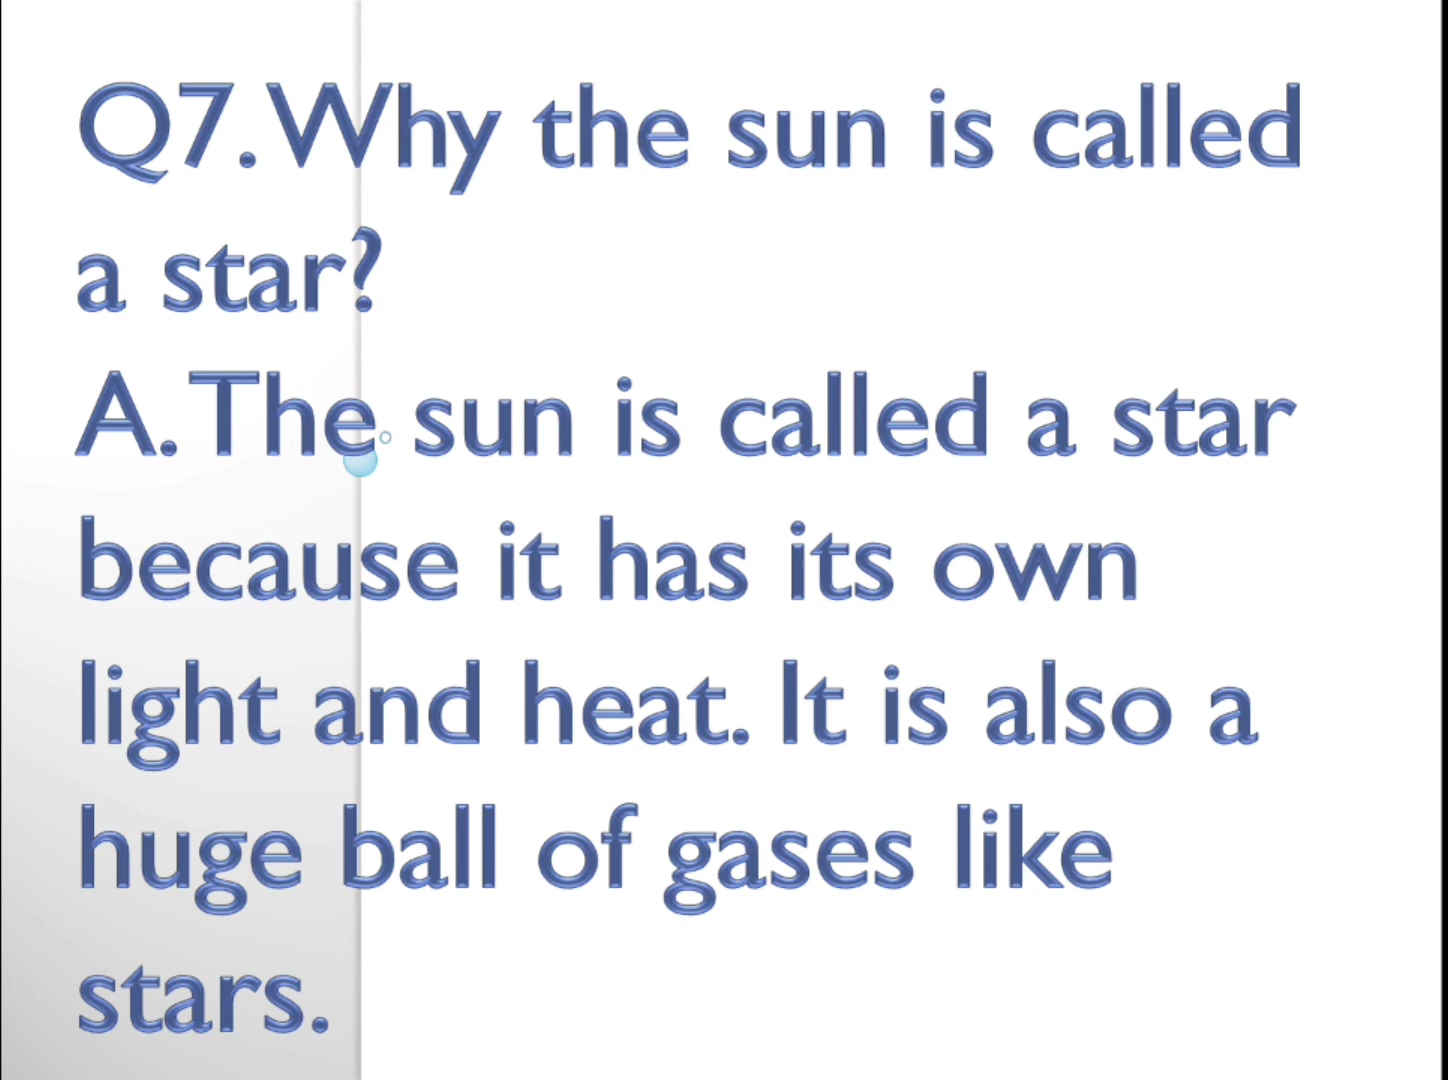 Q7. Why the sun is called
a star?
A. The sun is called a star
because it has its own
light and heat. It is also a
huge ball of gases like
stars.